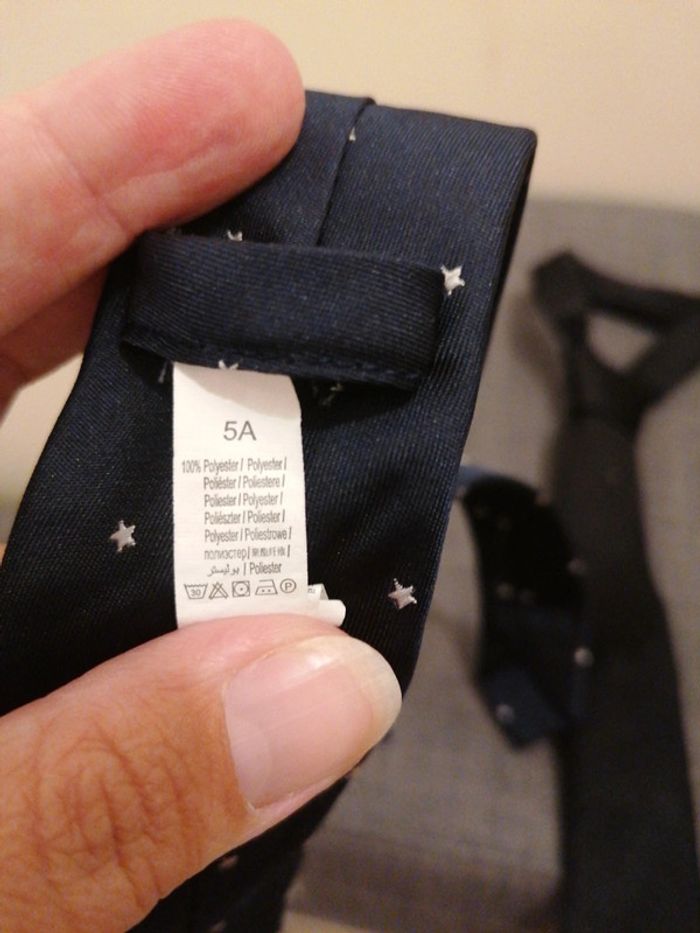 5A
100% Polyester / Polyester /
Poliéster / Poliestere /
Poliester / Polyester /
Poliészter / Poliester /
Polyester / Poliestrowe /
полиэстер / 聚酯纤维 /
بوليستر / Poliester
30 P